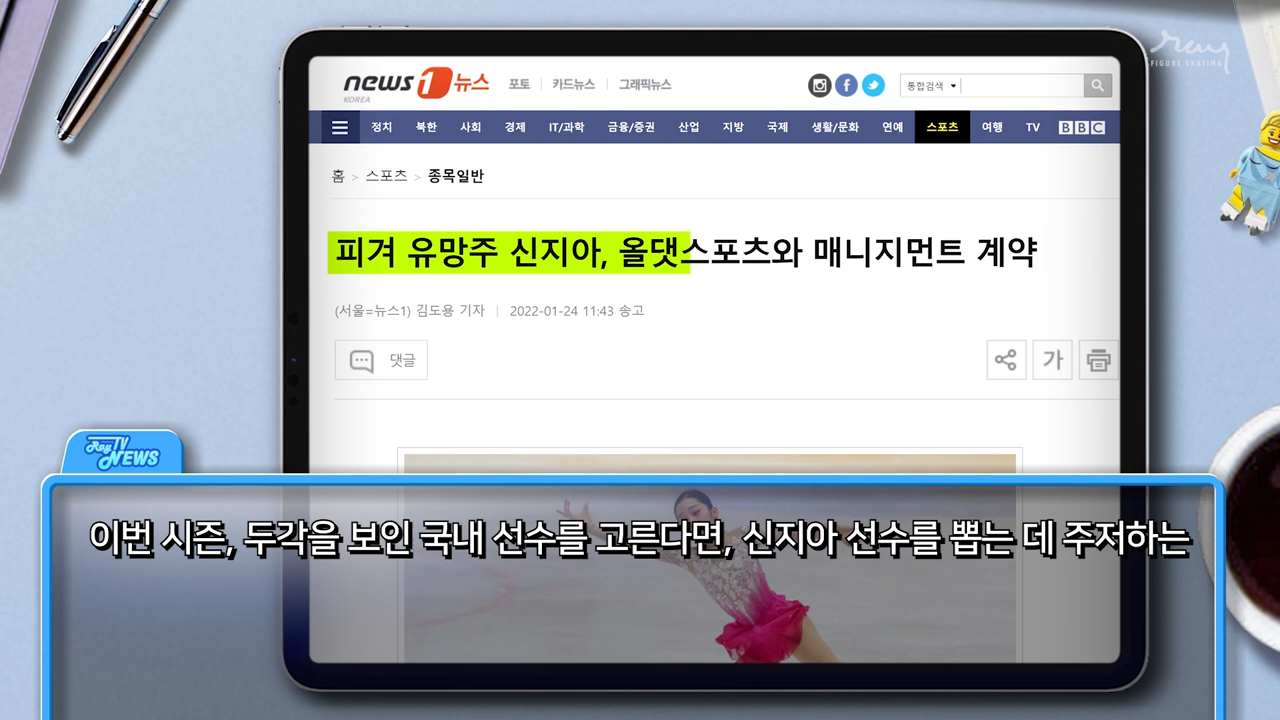 Ray
FIGURE SKATING
news1뉴스 포토 카드뉴스 그래픽뉴스
KOREA
통합검색
정치 북한 사회 경제 IT/과학 금융/증권 산업 지방 국제 생활/문화 연예 스포츠 여행 TV BBC
홈 > 스포츠 > 종목일반
피겨 유망주 신지아, 올댓스포츠와 매니지먼트 계약
(서울=뉴스1) 김도용 기자 | 2022-01-24 11:43 송고
댓글 가
Ray TV NEWS
이번 시즌, 두각을 보인 국내 선수를 고른다면, 신지아 선수를 뽑는 데 주저하는